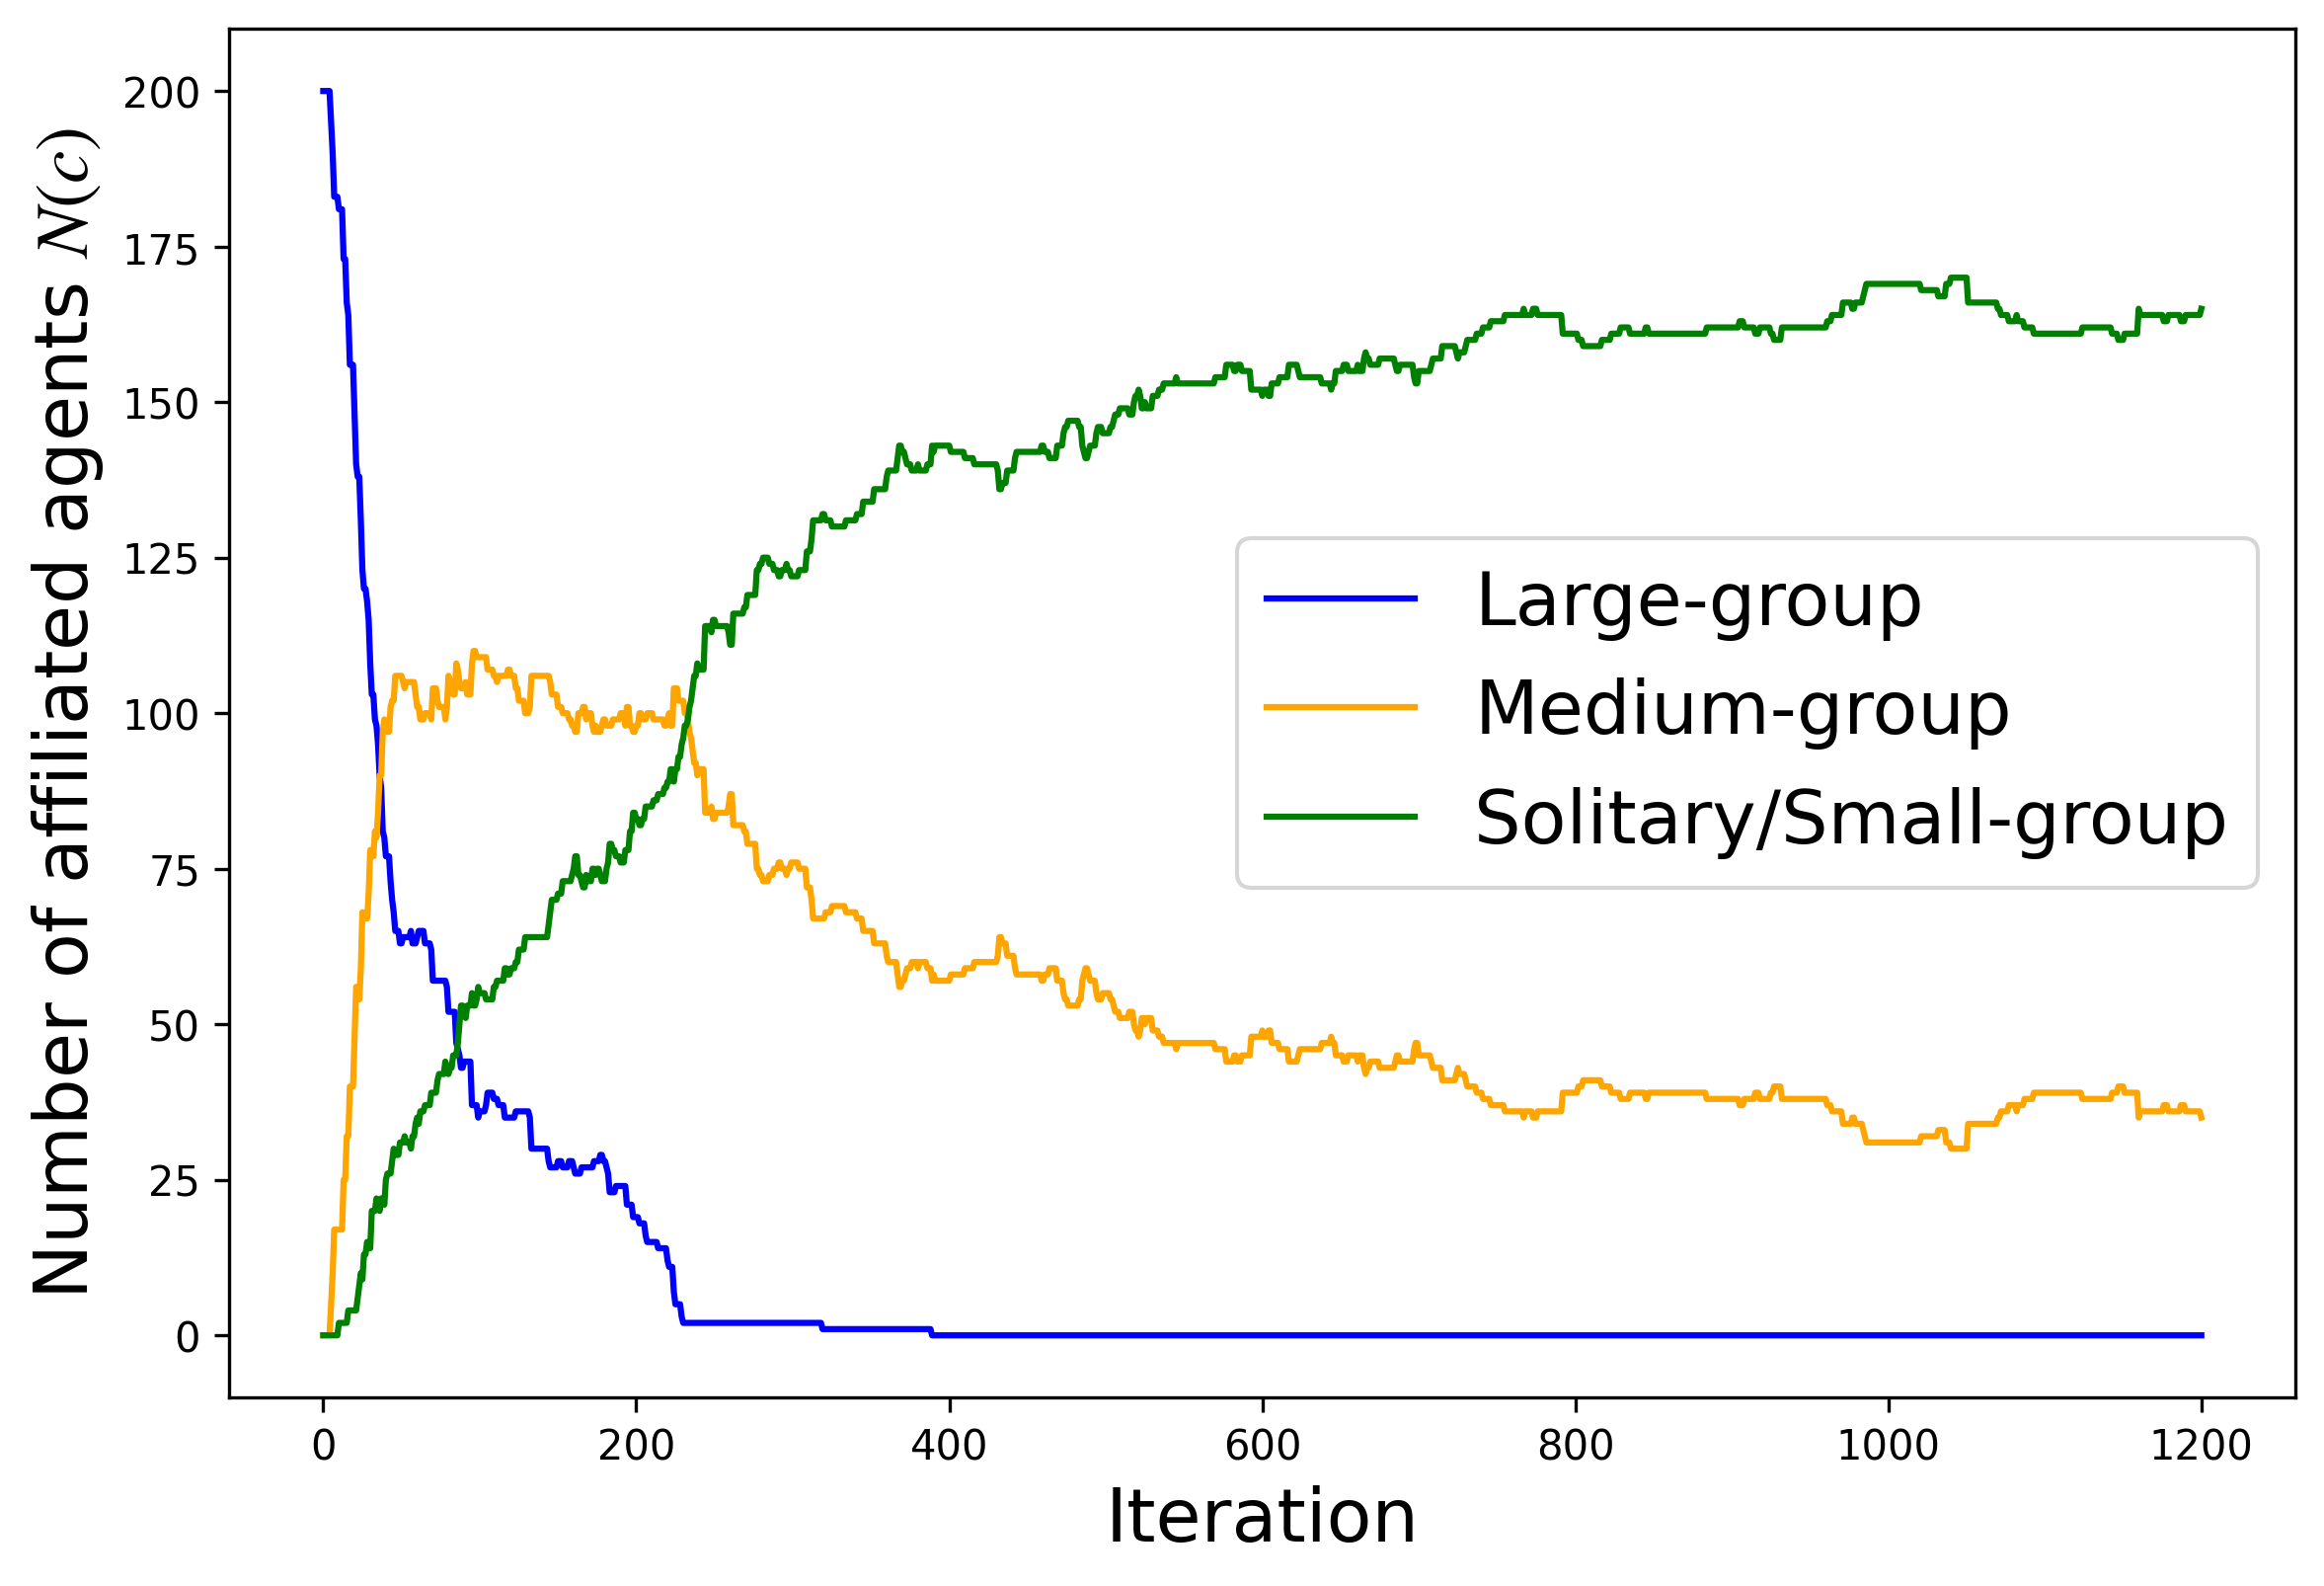 Number of affiliated agents N(c)
200
175
150
125
100
75
50
25
0
Large-group
Medium-group
Solitary/Small-group
0 200 400 600 800 1000 1200
Iteration